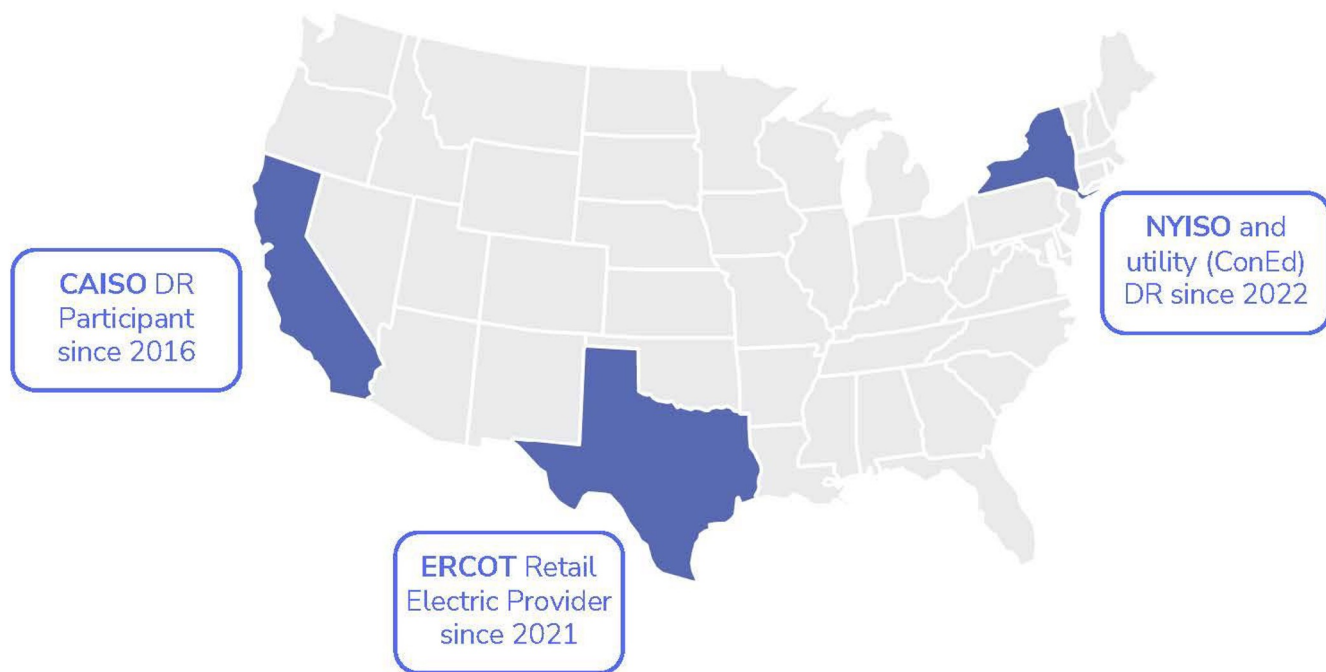 CAISO DR
Participant
since 2016
NYISO and
utility (ConEd)
DR since 2022
ERCOT Retail
Electric Provider
since 2021